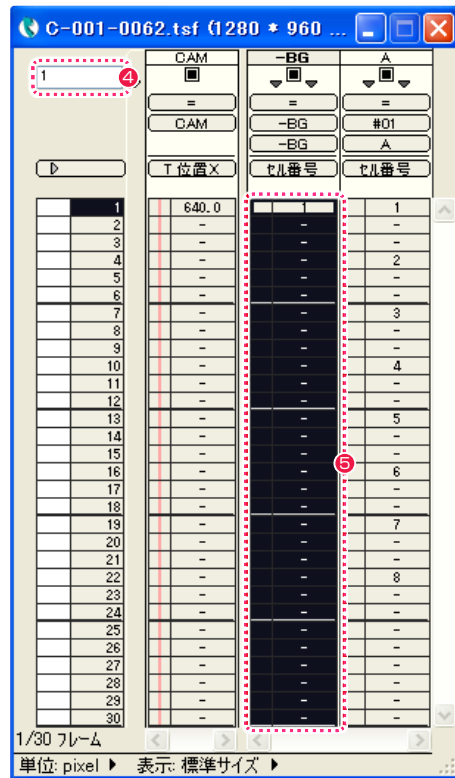 C-001-0062.tsf (1280 * 960 ...
CAM -BG A
1 4
= = =
CAM -BG #01
-BG A
T 位置X セル番号 セル番号
1 640.0 1 1
2 - - -
3 - - -
4 - - 2
5 - - -
6 - - -
7 - - 3
8 - - -
9 - - -
10 - - 4
11 - - -
12 - - -
13 - - 5
14 - - -
15 - - -
16 - - 6
5
17 - - -
18 - - -
19 - - 7
20 - - -
21 - - -
22 - - 8
23 - - -
24 - - -
25 - - -
26 - - -
27 - - -
28 - - -
29 - - -
30 - - -
1/30 フレーム
単位: pixel 表示: 標準サイズ